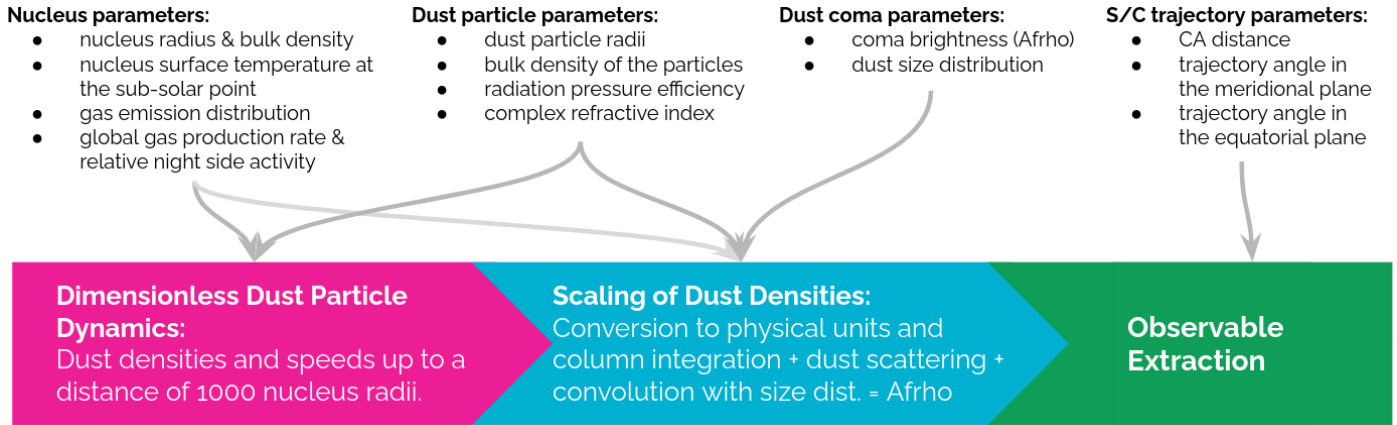 Nucleus parameters:
● nucleus radius & bulk density
● nucleus surface temperature at
the sub-solar point
● gas emission distribution
● global gas production rate &
relative night side activity
Dust particle parameters:
● dust particle radii
● bulk density of the particles
● radiation pressure efficiency
● complex refractive index
Dust coma parameters:
● coma brightness (Afrho)
● dust size distribution
S/C trajectory parameters:
● CA distance
● trajectory angle in
the meridional plane
● trajectory angle in
the equatorial plane
Dimensionless Dust Particle
Dynamics:
Dust densities and speeds up to a
distance of 1000 nucleus radii.
Scaling of Dust Densities:
Conversion to physical units and
column integration + dust scattering +
convolution with size dist. = Afrho
Observable
Extraction